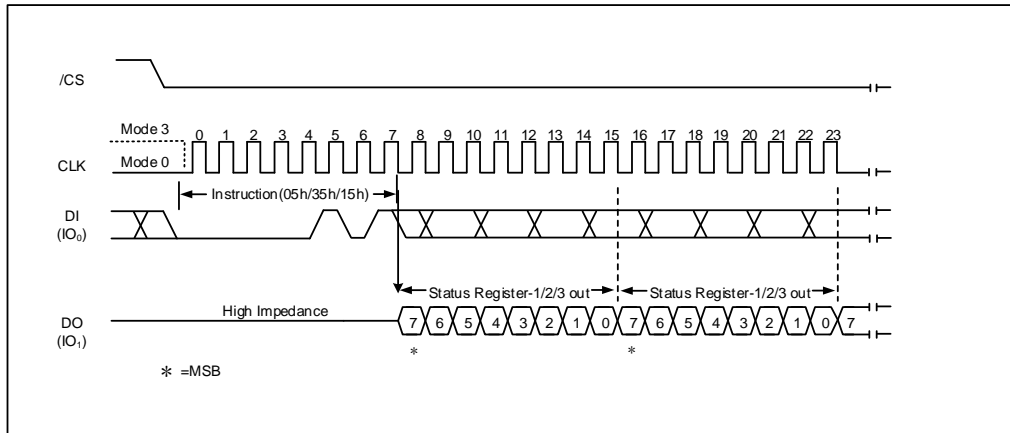 /CS
Mode 3
0 1 2 3 4 5 6 7 8 9 10 11 12 13 14 15 16 17 18 19 20 21 22 23
CLK
Mode 0
Instruction(05h/35h/15h)
DI
(IO₀)
Status Register-1/2/3 out Status Register-1/2/3 out
High Impedance
DO
(IO₁)
7 6 5 4 3 2 1 0 7 6 5 4 3 2 1 0 7
* *
* =MSB